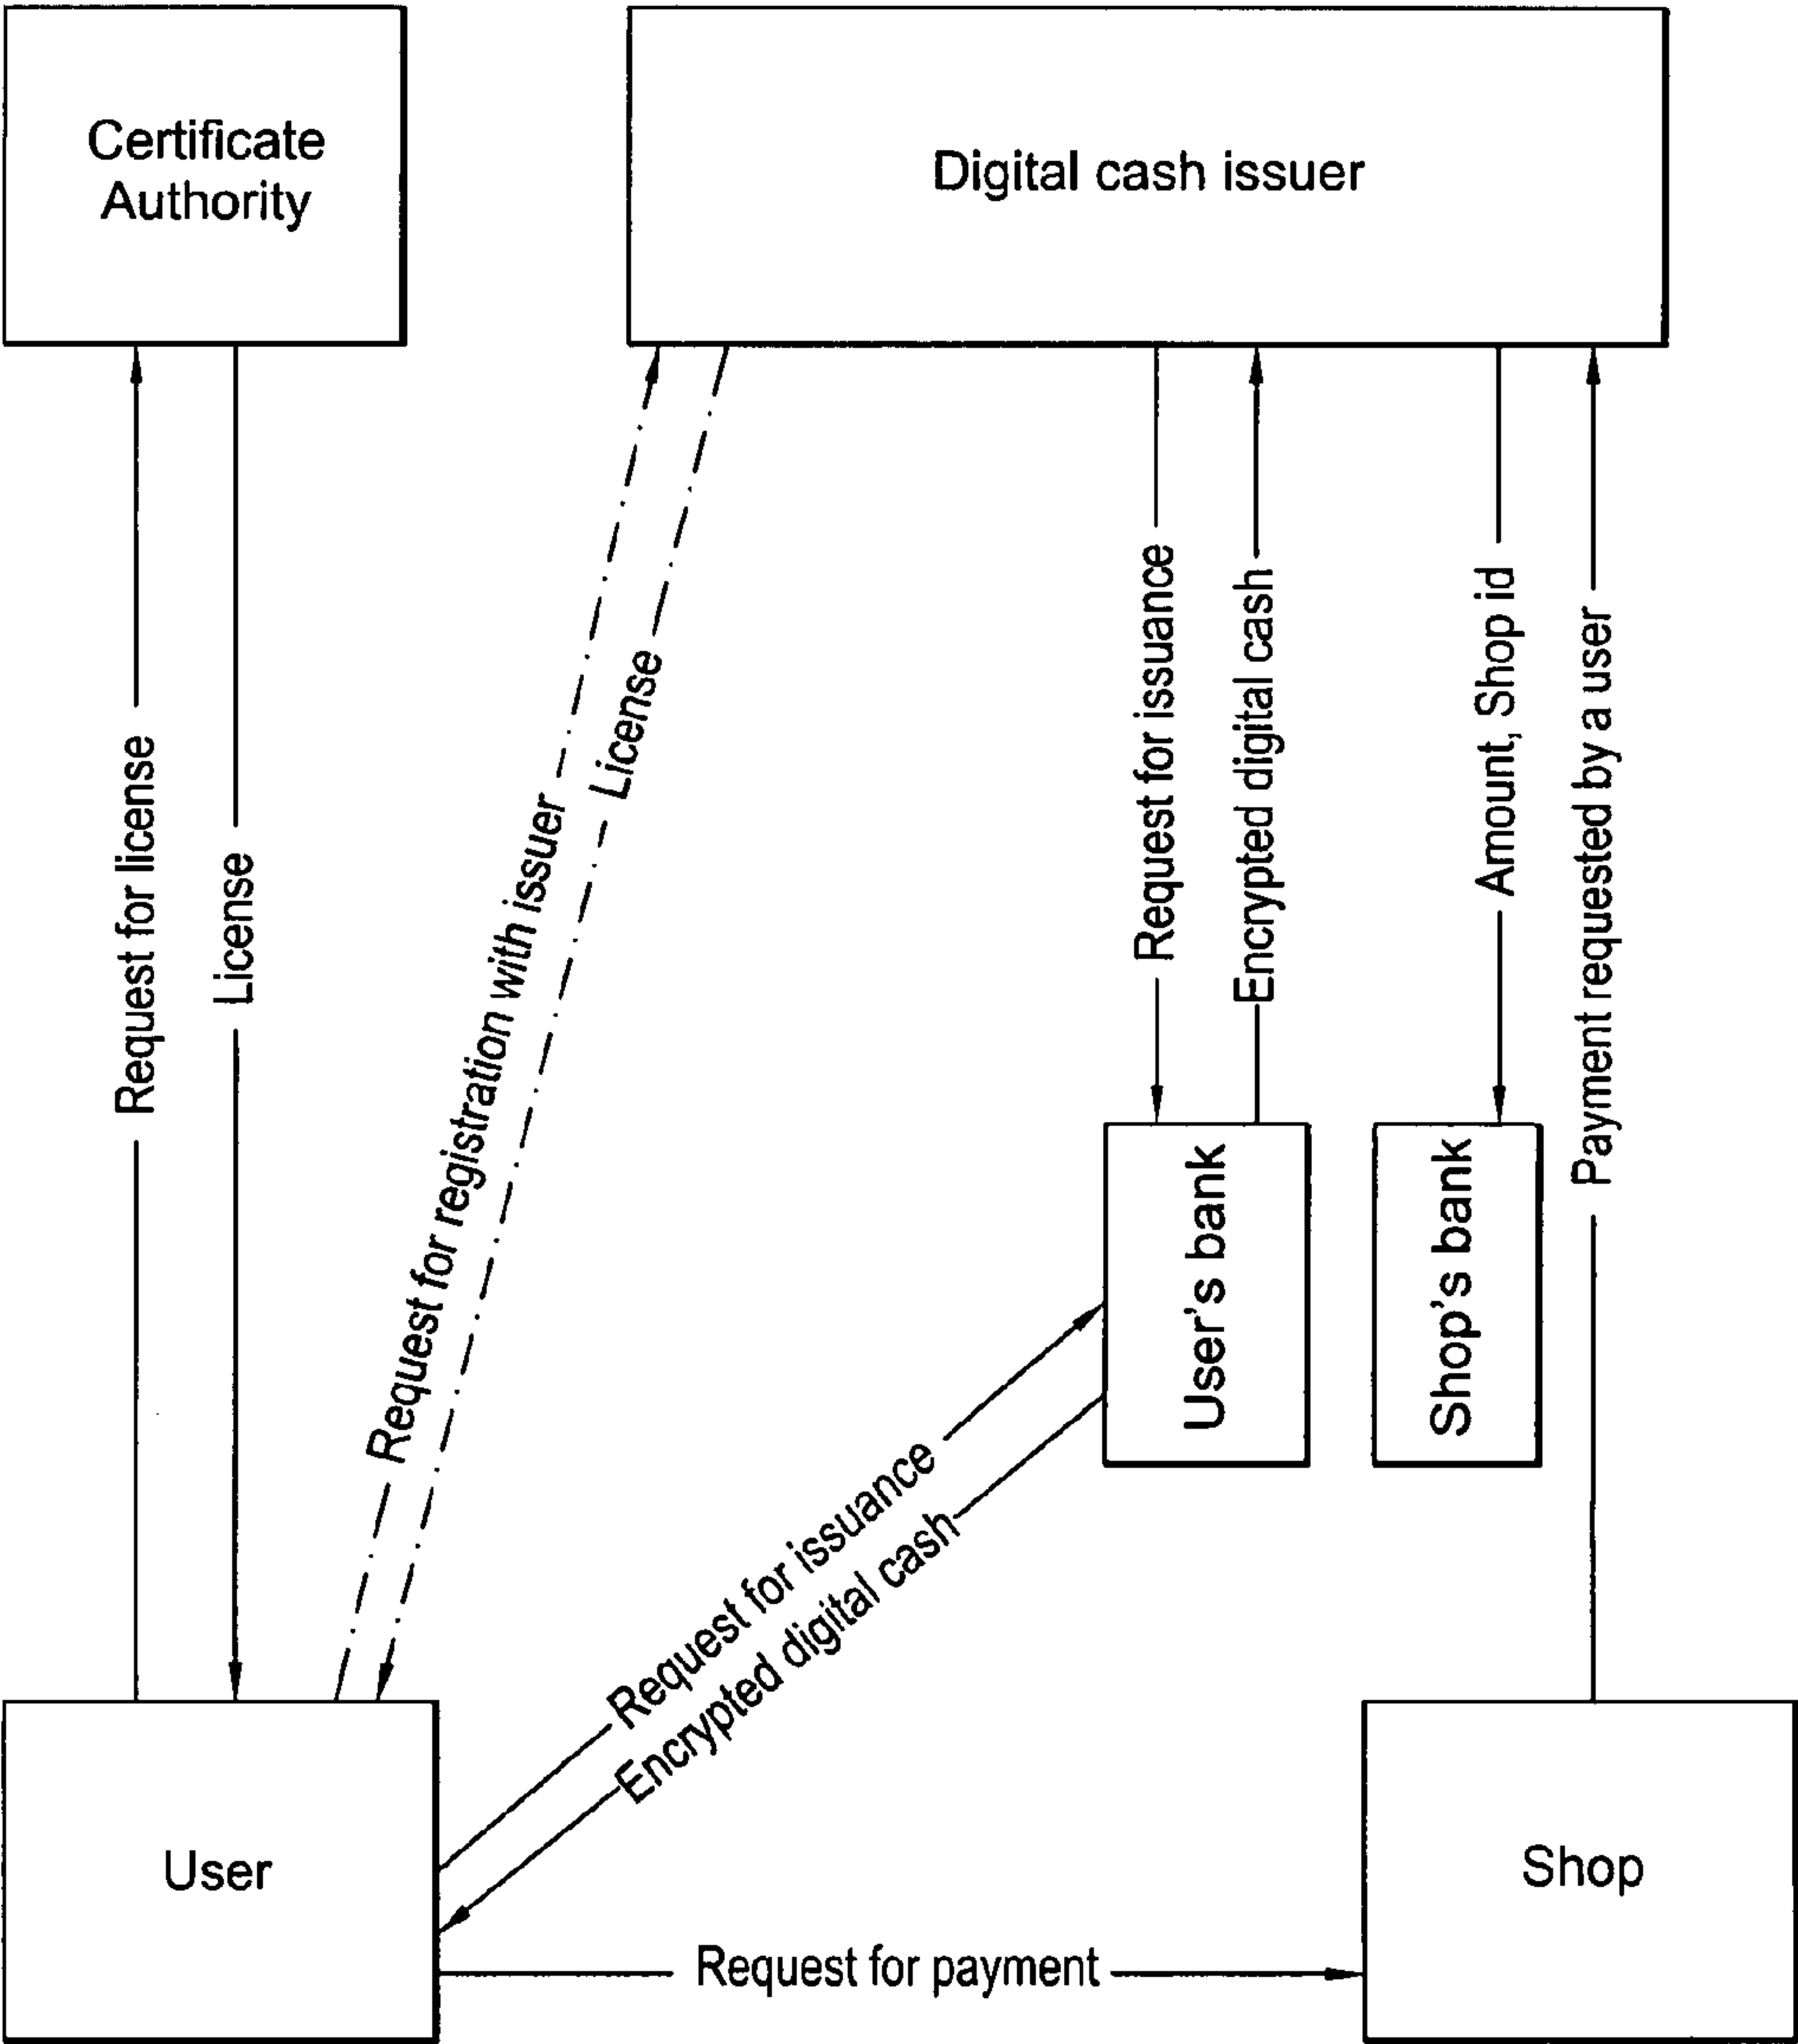 Certificate
Authority
Digital cash issuer
Request for license
License
Request for registration with issuer
License
Request for issuance
Encrypted digital cash
Amount, Shop id
Payment requested by a user
User's bank
Shop's bank
Request for issuance
Encrypted digital cash
User
Request for payment
Shop